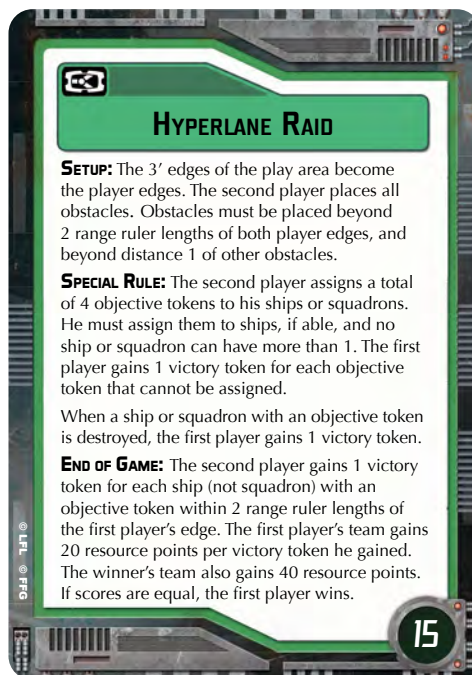 Hyperlane Raid
Setup: The 3’ edges of the play area become
the player edges. The second player places all
obstacles. Obstacles must be placed beyond
2 range ruler lengths of both player edges, and
beyond distance 1 of other obstacles.
Special Rule: The second player assigns a total
of 4 objective tokens to his ships or squadrons.
He must assign them to ships, if able, and no
ship or squadron can have more than 1. The first
player gains 1 victory token for each objective
token that cannot be assigned.
When a ship or squadron with an objective token
is destroyed, the first player gains 1 victory token.
End of Game: The second player gains 1 victory
token for each ship (not squadron) with an
objective token within 2 range ruler lengths of
the first player’s edge. The first player’s team gains
20 resource points per victory token he gained.
The winner’s team also gains 40 resource points.
If scores are equal, the first player wins.
© LFL © FFG
15